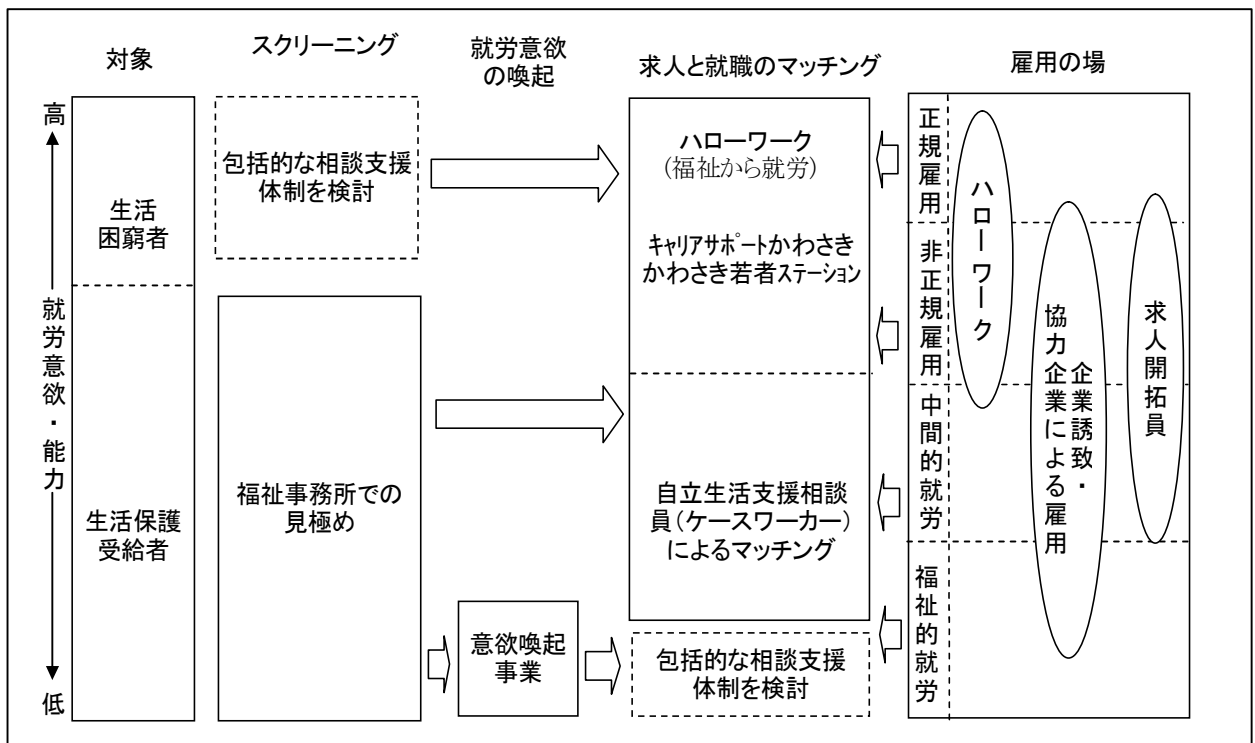 対象
スクリーニング
就労意欲
の喚起
求人と就職のマッチング
雇用の場
高
就労意欲・能力
低
生活
困窮者
生活保護
受給者
包括的な相談支援
体制を検討
福祉事務所での
見極め
意欲喚起
事業
ハローワーク
(福祉から就労)
キャリアサポートかわさき
かわさき若者ステーション
自立生活支援相談
員(ケースワーカー)
によるマッチング
包括的な相談支援
体制を検討
正規雇用
非正規雇用
中間的就労
福祉的就労
ハローワーク
企業誘致・
協力企業による雇用
求人開拓員